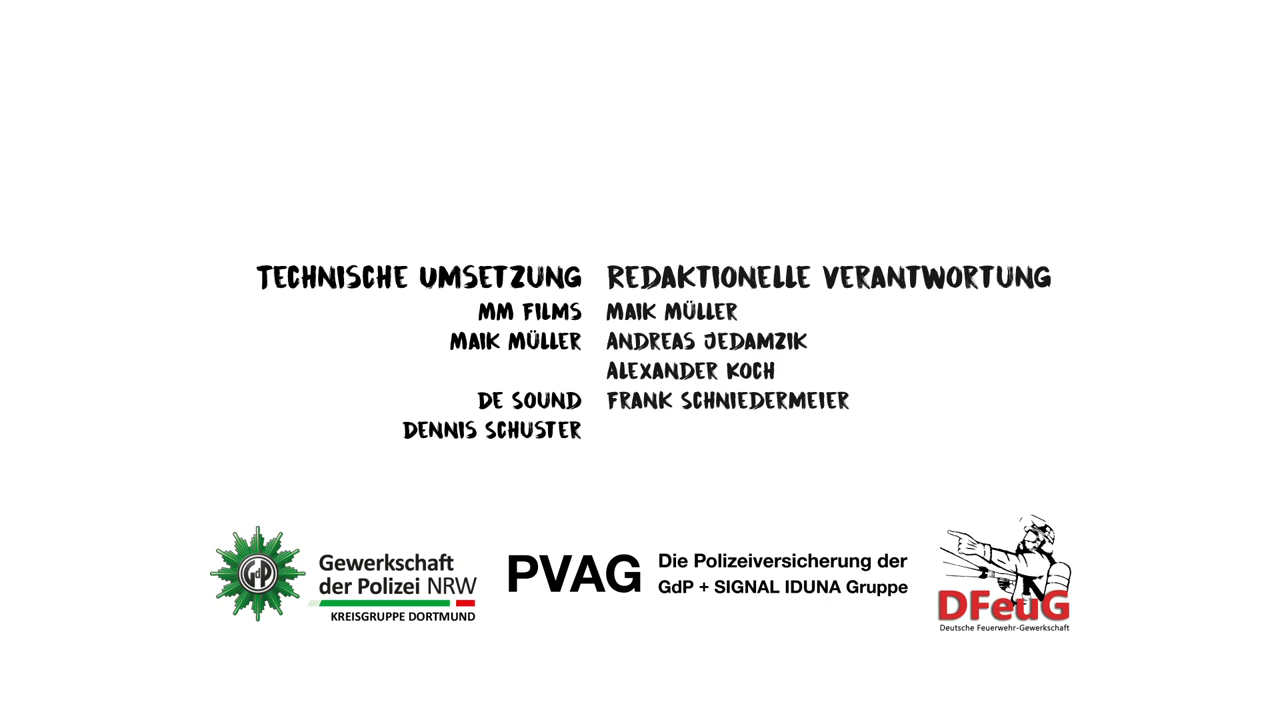 TECHNISCHE UMSETZUNG
MM FILMS
MAIK MÜLLER
DE SOUND
DENNIS SCHUSTER
REDAKTIONELLE VERANTWORTUNG
MAIK MÜLLER
ANDREAS JEDAMZIK
ALEXANDER KOCH
FRANK SCHNIEDERMEIER
GdP
Gewerkschaft
der Polizei NRW
KREISGRUPPE DORTMUND
PVAG
Die Polizeiversicherung der
GdP + SIGNAL IDUNA Gruppe
DFeuG
Deutsche Feuerwehr-Gewerkschaft